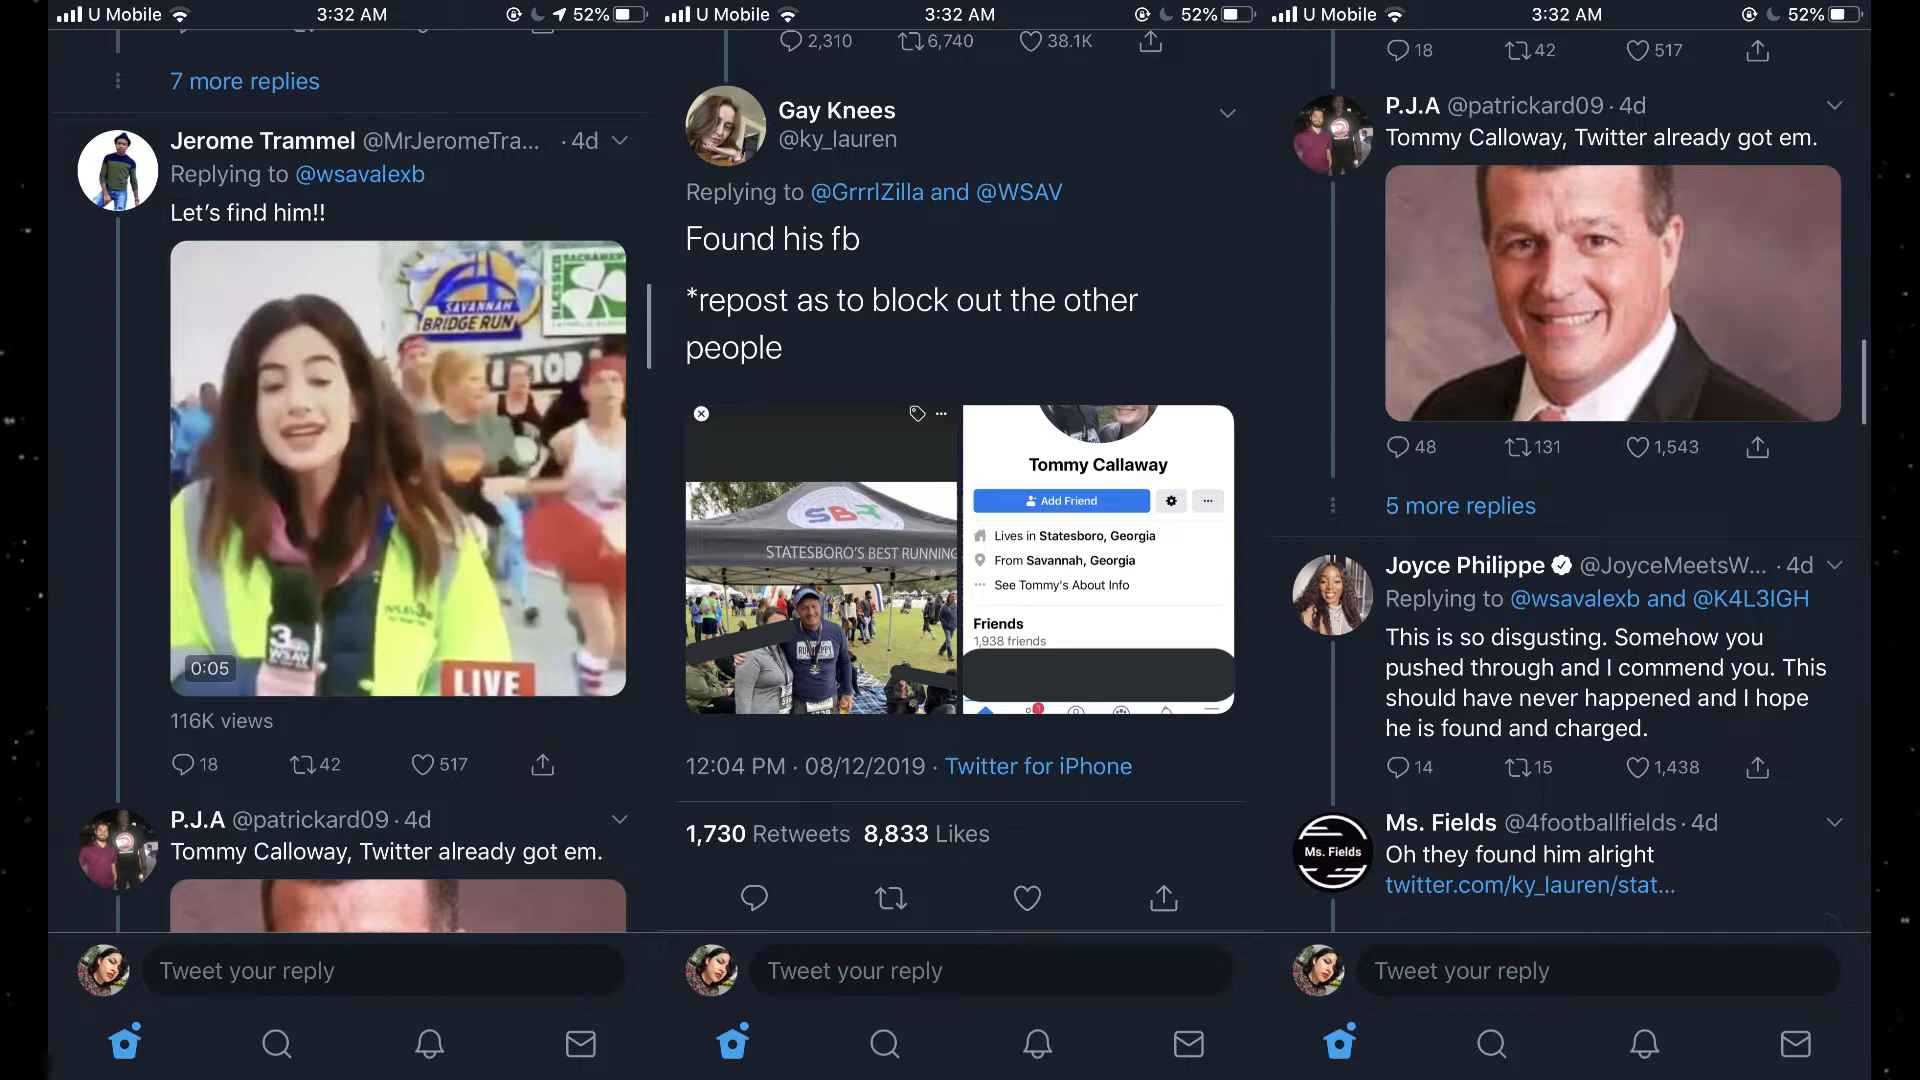 U Mobile
3:32 AM
52%
7 more replies
Jerome Trammel @MrJeromeTra... · 4d
Replying to @wsavalexb
Let's find him!!
SAVANNAH
BRIDGE RUN
BLESSED
SACRAMENT
3
WSAV
WSAV3
0:05
LIVE
116K views
18
42
517
P.J.A @patrickard09 · 4d
Tommy Calloway, Twitter already got em.
Tweet your reply
U Mobile
3:32 AM
52%
2,310
6,740
38.1K
Gay Knees
@ky_lauren
Replying to @GrrrlZilla and @WSAV
Found his fb
*repost as to block out the other
people
SBR
STATESBORO'S BEST RUNNING
Tommy Callaway
Add Friend
Lives in Statesboro, Georgia
From Savannah, Georgia
See Tommy's About Info
Friends
1,938 friends
12:04 PM · 08/12/2019 · Twitter for iPhone
1,730 Retweets 8,833 Likes
Tweet your reply
U Mobile
3:32 AM
52%
18
42
517
P.J.A @patrickard09 · 4d
Tommy Calloway, Twitter already got em.
48
131
1,543
5 more replies
Joyce Philippe @JoyceMeetsW... · 4d
Replying to @wsavalexb and @K4L3IGH
This is so disgusting. Somehow you
pushed through and I commend you. This
should have never happened and I hope
he is found and charged.
14
15
1,438
Ms. Fields
Ms. Fields @4footballfields · 4d
Oh they found him alright
twitter.com/ky_lauren/stat...
Tweet your reply